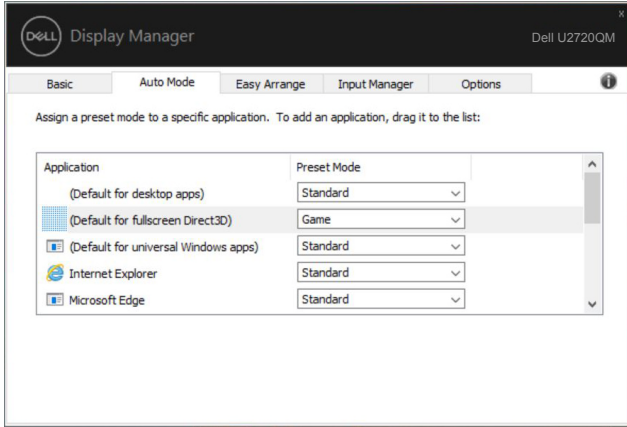 x
DELL Display Manager Dell U2720QM
Basic Auto Mode Easy Arrange Input Manager Options
Assign a preset mode to a specific application. To add an application, drag it to the list:
Application Preset Mode
(Default for desktop apps) Standard
(Default for fullscreen Direct3D) Game
(Default for universal Windows apps) Standard
Internet Explorer Standard
Microsoft Edge Standard